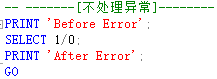 -- --------[不处理异常]--------
PRINT 'Before Error';
SELECT 1/0;
PRINT 'After Error';
GO